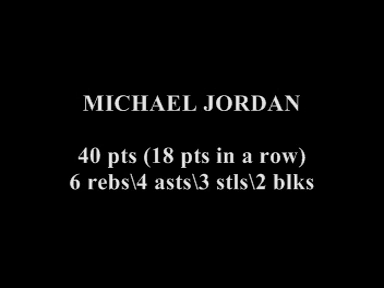 MICHAEL JORDAN
40 pts (18 pts in a row)
6 rebs\4 asts\3 stls\2 blks